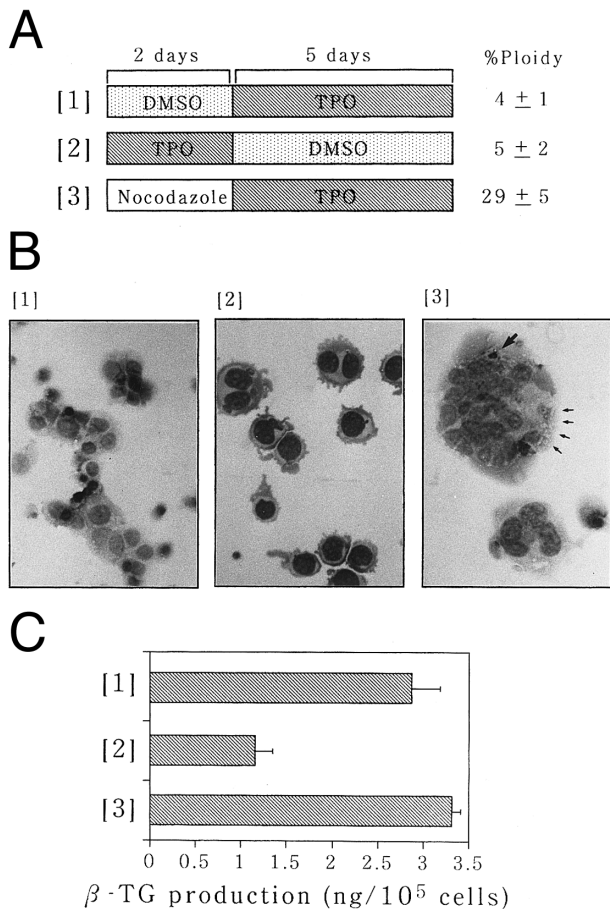 A
2 days 5 days %Ploidy
[1] DMSO TPO 4 ± 1
[2] TPO DMSO 5 ± 2
[3] Nocodazole TPO 29 ± 5
B
[1] [2] [3]
C
[1]
[2]
[3]
0 0.5 1 1.5 2 2.5 3 3.5
β-TG production (ng/10⁵ cells)